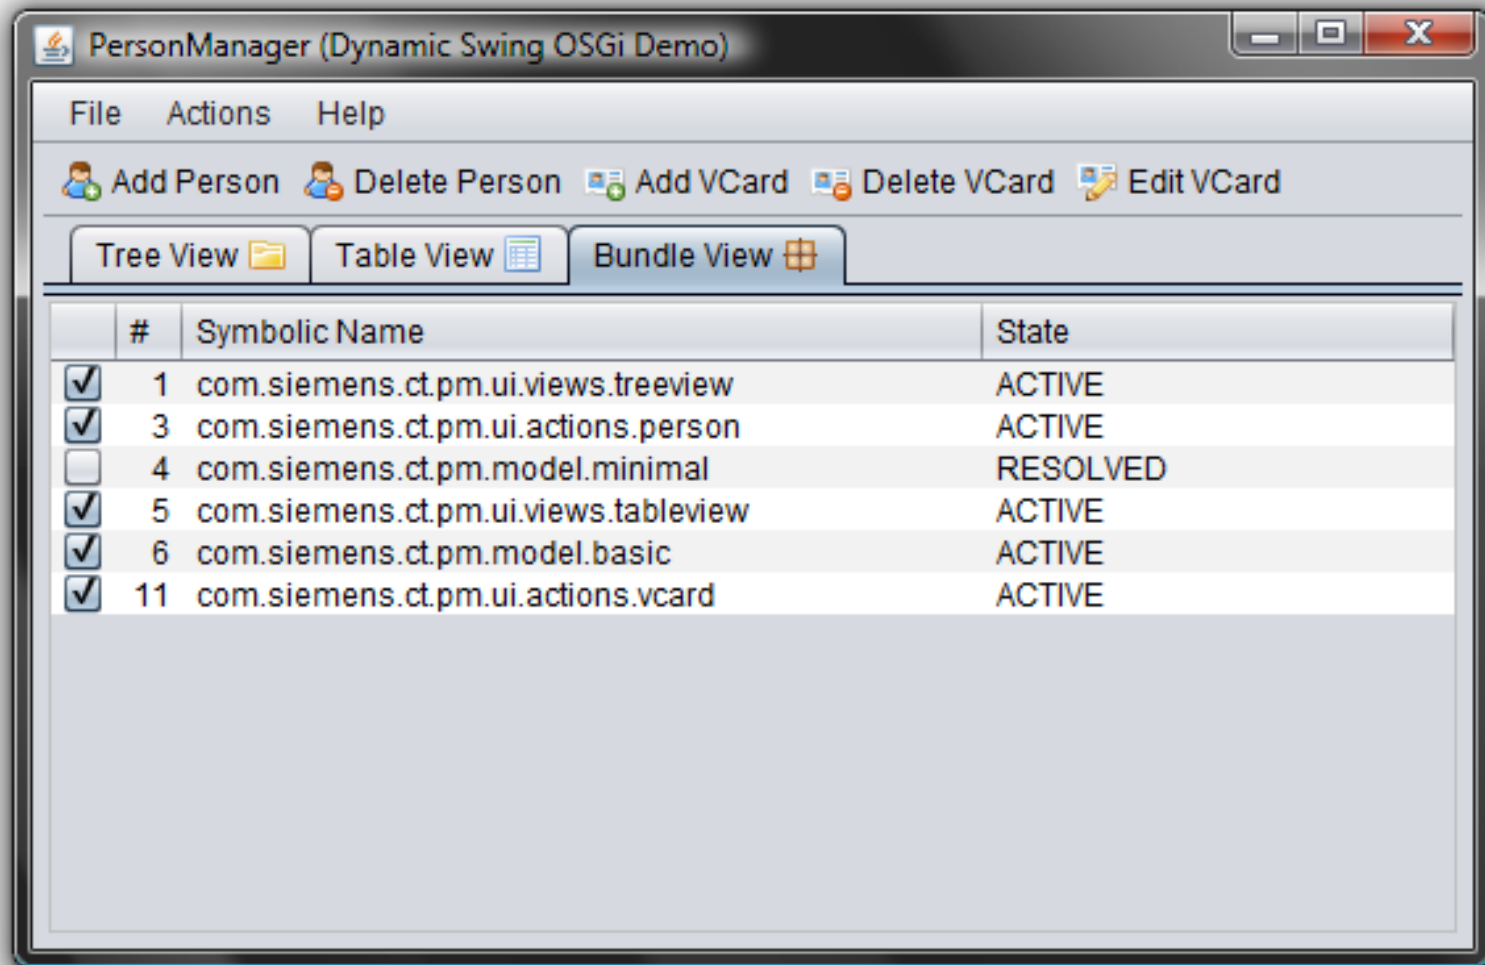 PersonManager (Dynamic Swing OSGi Demo)
File Actions Help
Add Person Delete Person Add VCard Delete VCard Edit VCard
Tree View Table View Bundle View
# Symbolic Name State
1 com.siemens.ct.pm.ui.views.treeview ACTIVE
3 com.siemens.ct.pm.ui.actions.person ACTIVE
4 com.siemens.ct.pm.model.minimal RESOLVED
5 com.siemens.ct.pm.ui.views.tableview ACTIVE
6 com.siemens.ct.pm.model.basic ACTIVE
11 com.siemens.ct.pm.ui.actions.vcard ACTIVE